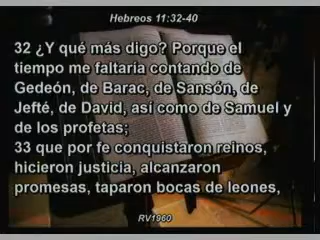 Hebreos 11:32-40
32 ¿Y qué más digo? Porque el
tiempo me faltaría contando de
Gedeón, de Barac, de Sansón, de
Jefté, de David, así como de Samuel y
de los profetas;
33 que por fe conquistaron reinos,
hicieron justicia, alcanzaron
promesas, taparon bocas de leones,
RV1960